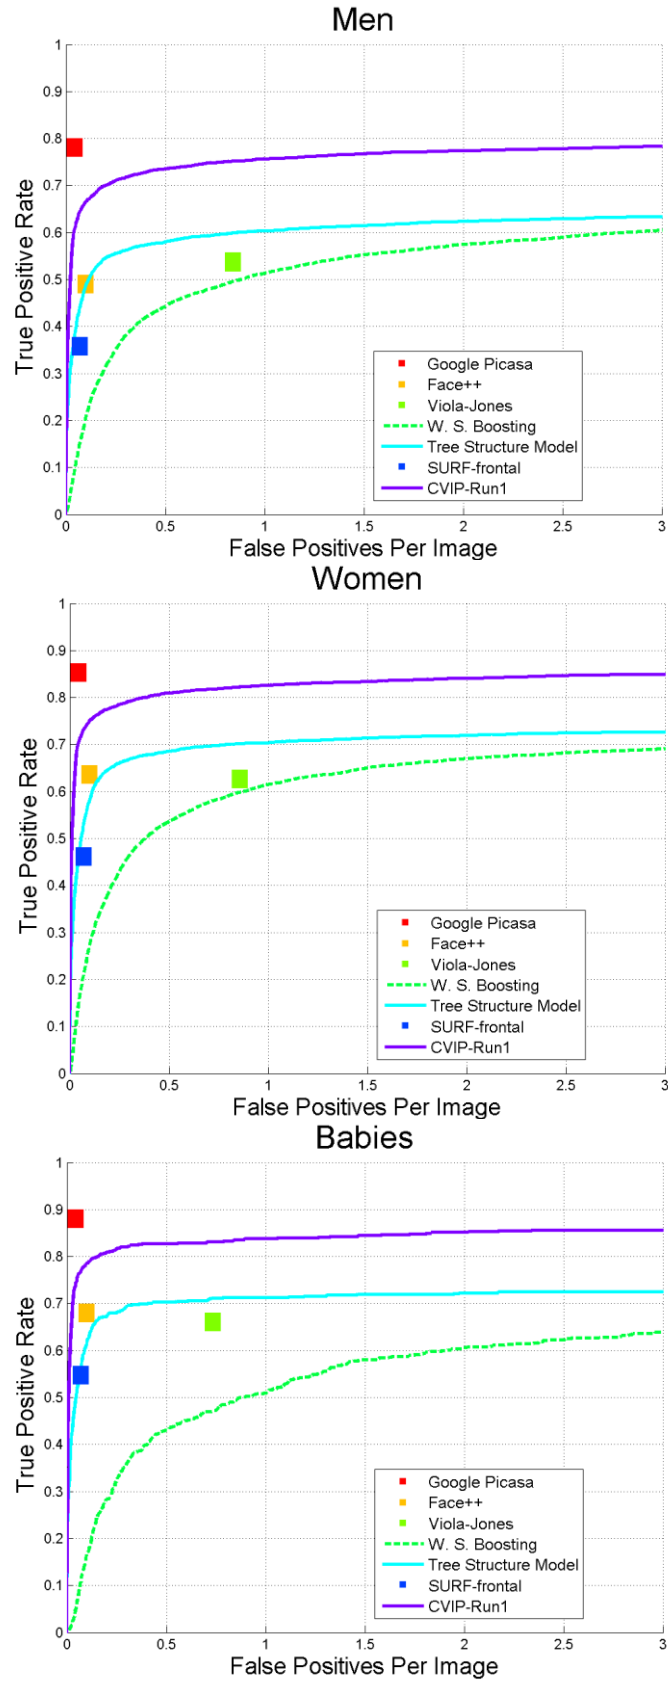 Men
1
0.9
0.8
0.7
0.6
0.5
0.4
0.3
0.2
0.1
0
True Positive Rate
Google Picasa
Face++
Viola-Jones
W. S. Boosting
Tree Structure Model
SURF-frontal
CVIP-Run1
0 0.5 1 1.5 2 2.5 3
False Positives Per Image
Women
1
0.9
0.8
0.7
0.6
0.5
0.4
0.3
0.2
0.1
0
True Positive Rate
Google Picasa
Face++
Viola-Jones
W. S. Boosting
Tree Structure Model
SURF-frontal
CVIP-Run1
0 0.5 1 1.5 2 2.5 3
False Positives Per Image
Babies
1
0.9
0.8
0.7
0.6
0.5
0.4
0.3
0.2
0.1
0
True Positive Rate
Google Picasa
Face++
Viola-Jones
W. S. Boosting
Tree Structure Model
SURF-frontal
CVIP-Run1
0 0.5 1 1.5 2 2.5 3
False Positives Per Image